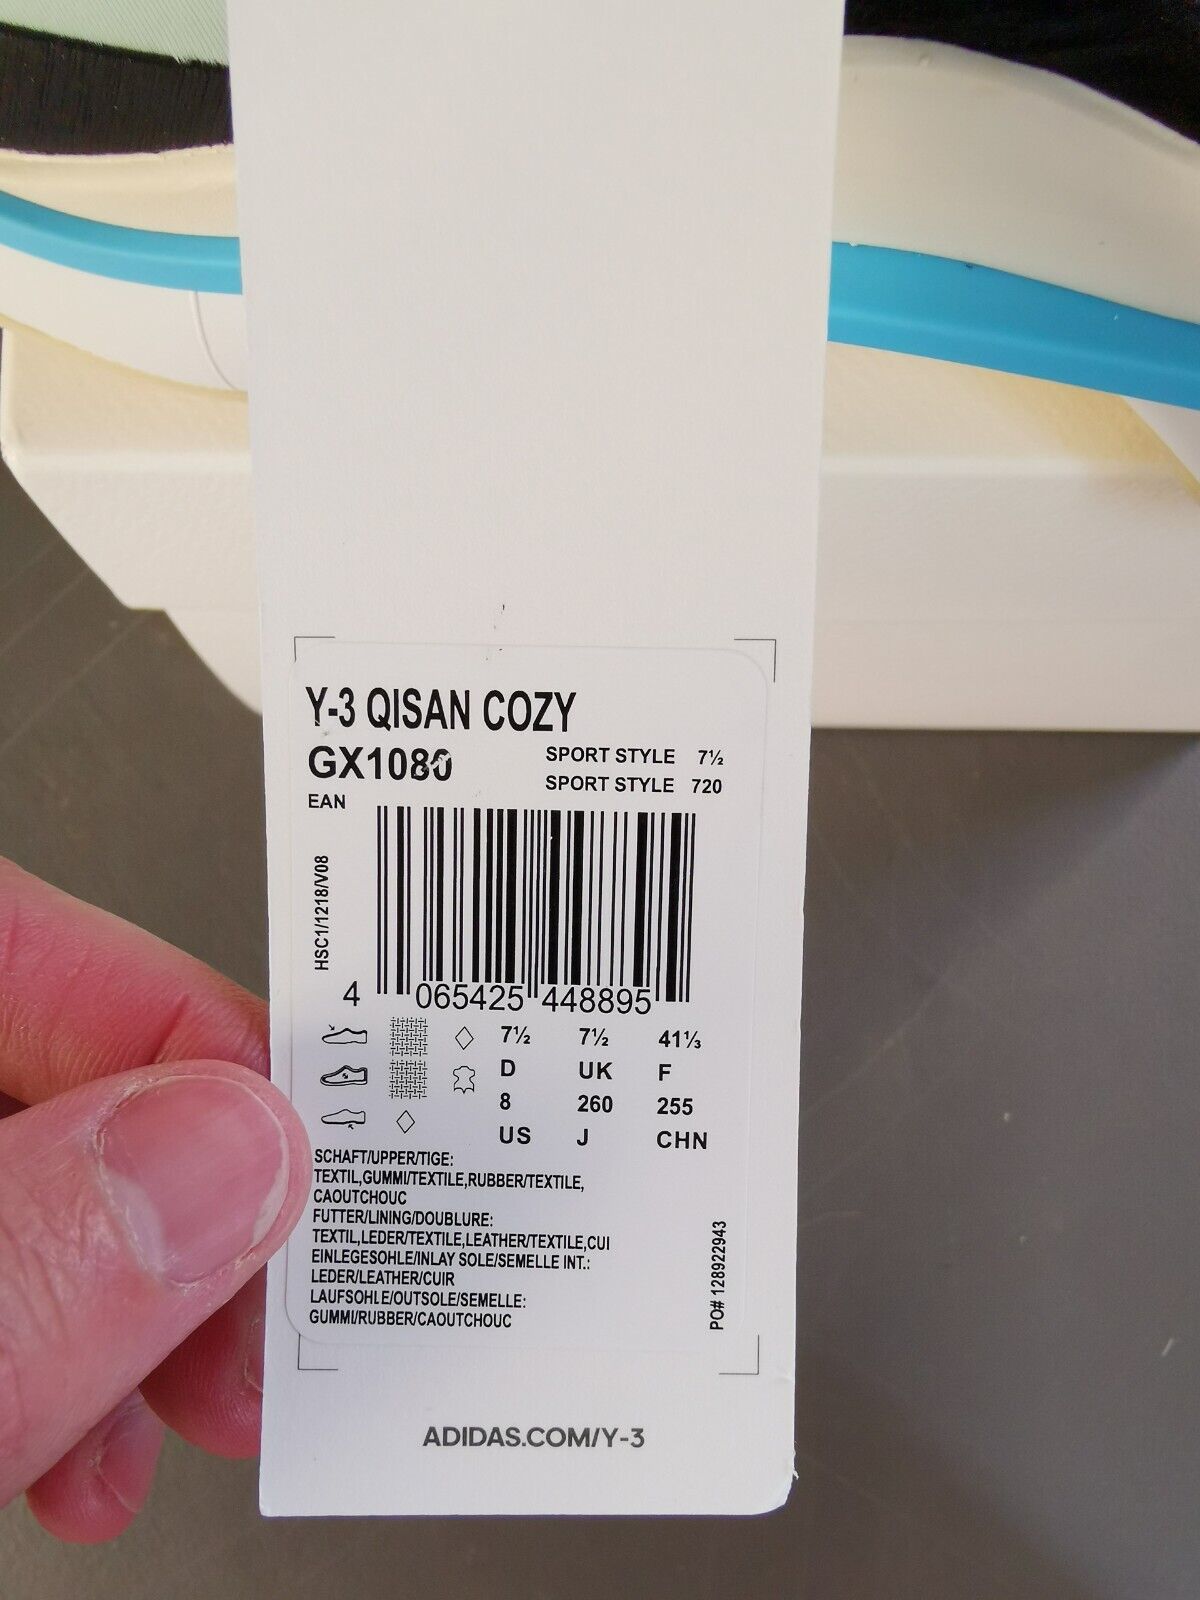 Y-3 QISAN COZY
GX1080
SPORT STYLE 7½
SPORT STYLE 720
EAN
HSC1/1218/V08
4 065425 448895
7½ 7½ 41⅓
D UK F
8 260 255
US J CHN
SCHAFT/UPPER/TIGE:
TEXTIL,GUMMI/TEXTILE,RUBBER/TEXTILE,
CAOUTCHOUC
FUTTER/LINING/DOUBLURE:
TEXTIL,LEDER/TEXTILE,LEATHER/TEXTILE,CUI
EINLEGESOHLE/INLAY SOLE/SEMELLE INT.:
LEDER/LEATHER/CUIR
LAUFSOHLE/OUTSOLE/SEMELLE:
GUMMI/RUBBER/CAOUTCHOUC
PO# 128922943
ADIDAS.COM/Y-3